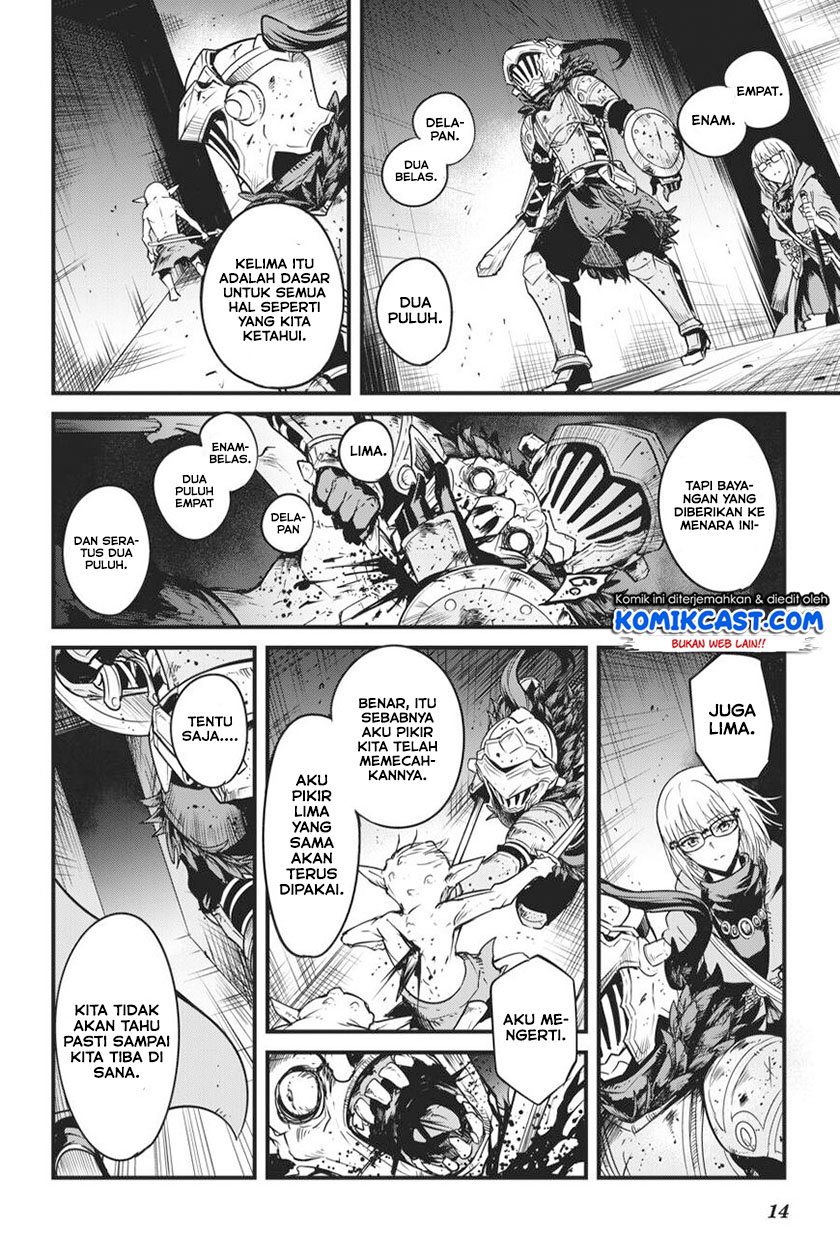 EMPAT.
ENAM.
DELA-
PAN.
DUA
BELAS.
DUA
PULUH.
KELIMA ITU
ADALAH DASAR
UNTUK SEMUA
HAL SEPERTI
YANG KITA
KETAHUI.
TAPI BAYA-
NGAN YANG
DIBERIKAN KE
MENARA INI-
LIMA.
DELA-
PAN
ENAM-
BELAS.
DUA
PULUH
EMPAT
DAN SERA-
TUS DUA
PULUH.
Komik ini diterjemahkan & diedit oleh
KOMIKCAST.COM
BUKAN WEB LAIN!!
JUGA
LIMA.
AKU ME-
NGERTI.
BENAR, ITU
SEBABNYA
AKU PIKIR
KITA TELAH
MEMECAH-
KANNYA.
AKU
PIKIR
LIMA
YANG
SAMA
AKAN
TERUS
DIPAKAI.
TENTU
SAJA....
KITA TIDAK
AKAN TAHU
PASTI SAMPAI
KITA TIBA DI
SANA.
14